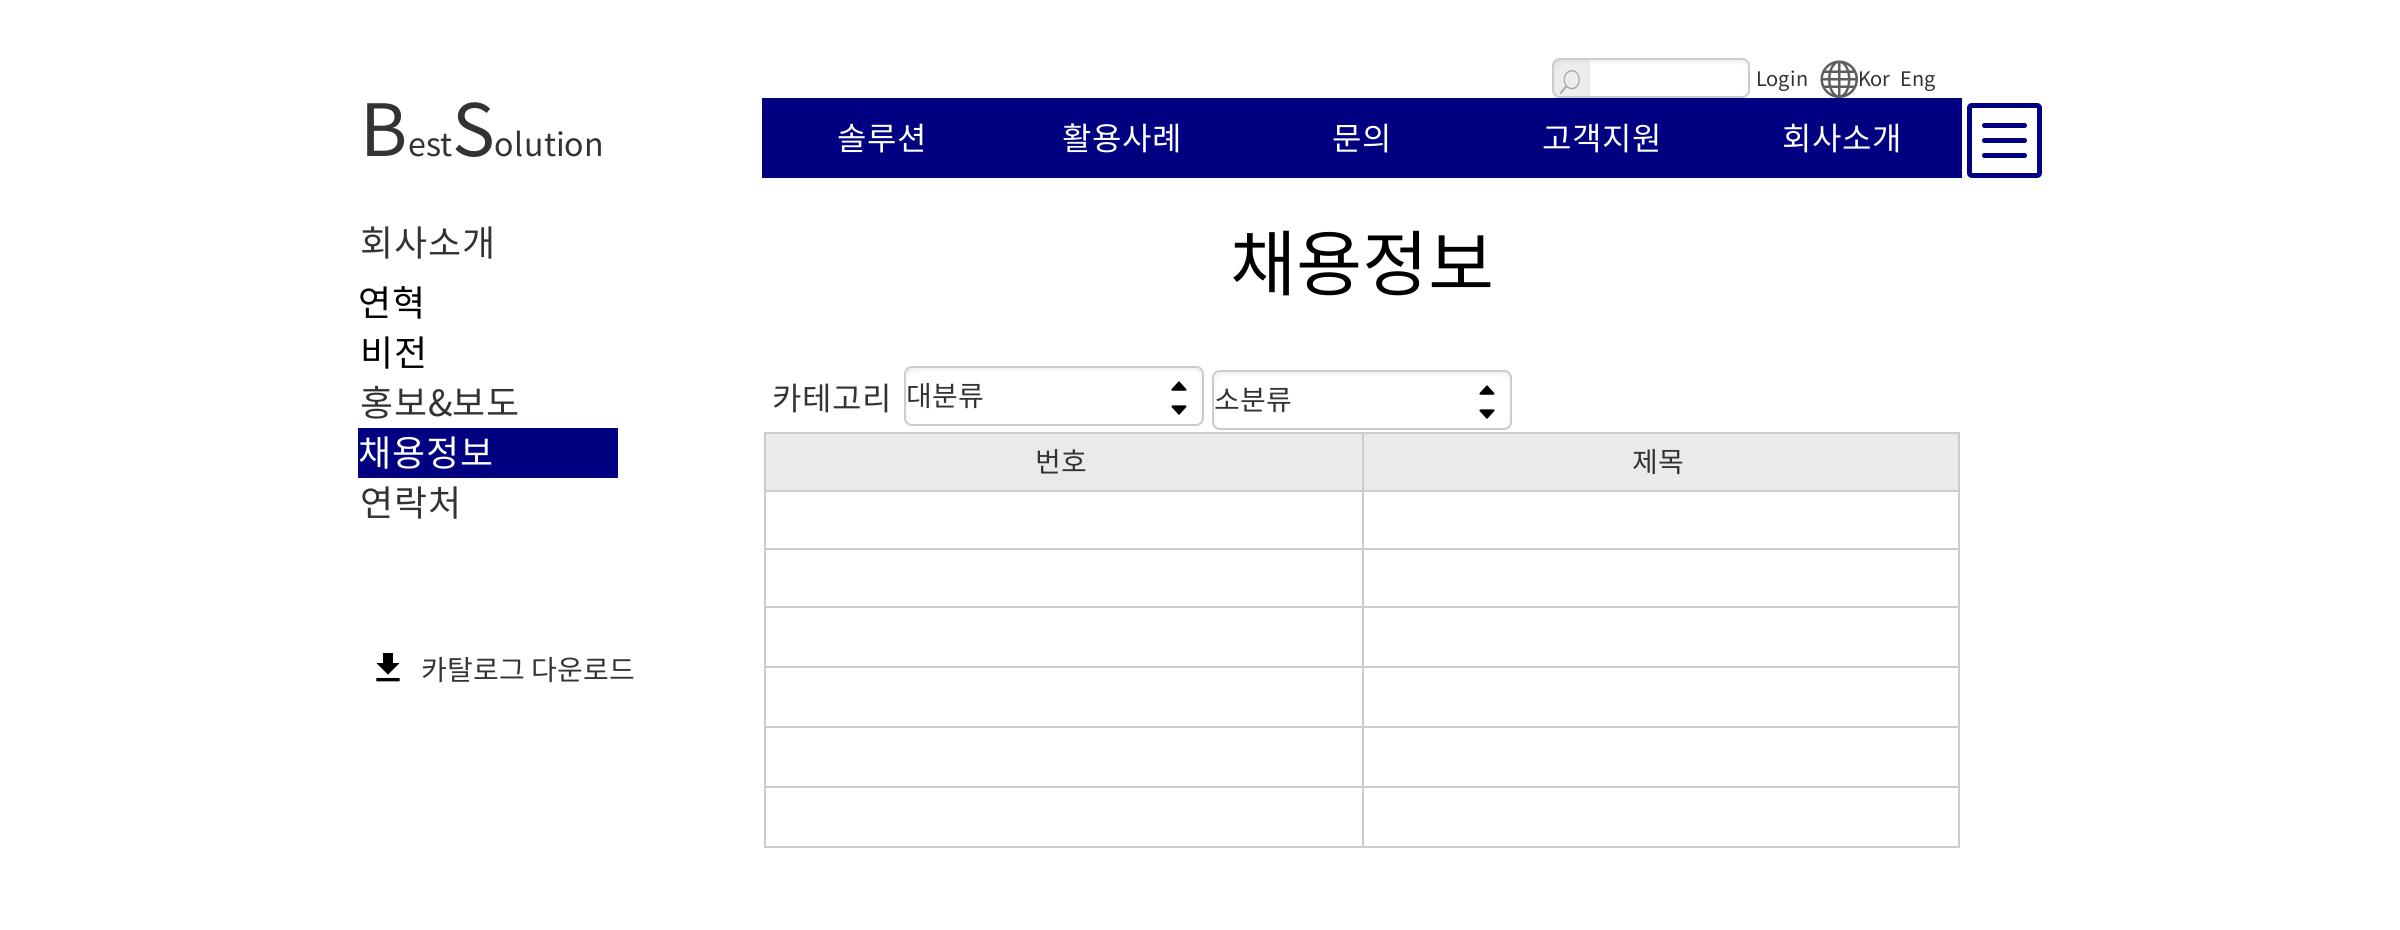 Login Kor Eng
BestSolution
솔루션 활용사례 문의 고객지원 회사소개
회사소개
연혁
비전
홍보&보도
채용정보
연락처
카탈로그 다운로드
채용정보
카테고리 대분류 소분류
번호 제목